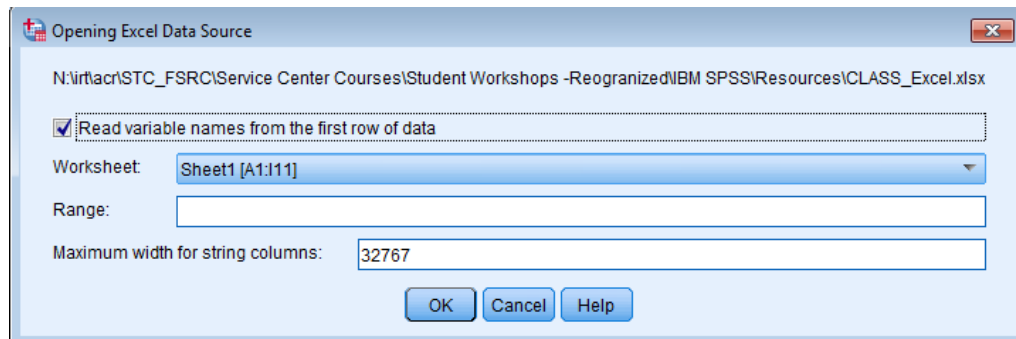 Opening Excel Data Source
N:\irt\acr\STC_FSRC\Service Center Courses\Student Workshops -Reogranized\IBM SPSS\Resources\CLASS_Excel.xlsx
Read variable names from the first row of data
Worksheet: Sheet1 [A1:I11]
Range:
Maximum width for string columns: 32767
OK Cancel Help